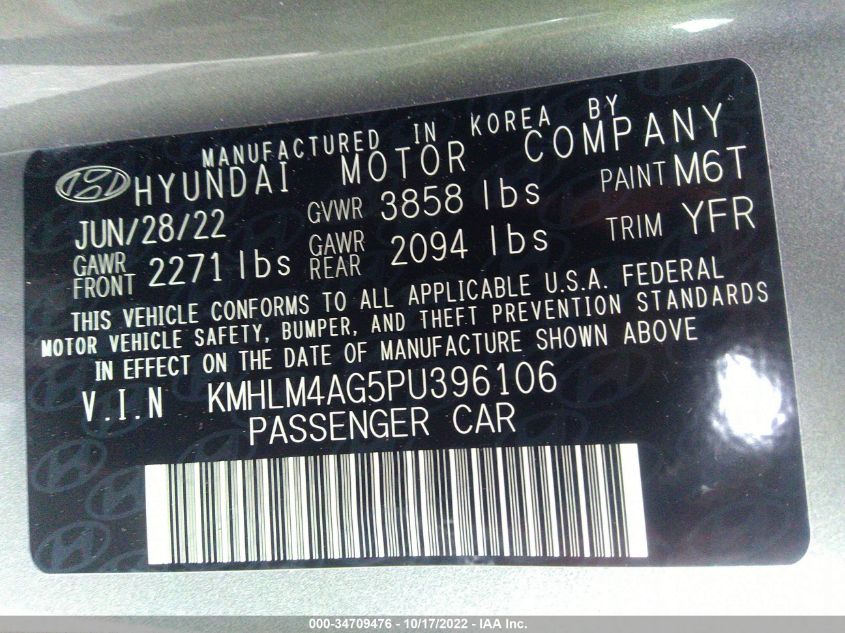 MANUFACTURED IN KOREA BY
HYUNDAI MOTOR COMPANY
JUN/28/22 GVWR 3858 lbs PAINT M6T
GAWR FRONT 2271 lbs GAWR REAR 2094 lbs TRIM YFR
THIS VEHICLE CONFORMS TO ALL APPLICABLE U.S.A. FEDERAL
MOTOR VEHICLE SAFETY, BUMPER, AND THEFT PREVENTION STANDARDS
IN EFFECT ON THE DATE OF MANUFACTURE SHOWN ABOVE
V.I.N KMHLM4AG5PU396106
PASSENGER CAR
000-34709476 - 10/17/2022 - IAA Inc.